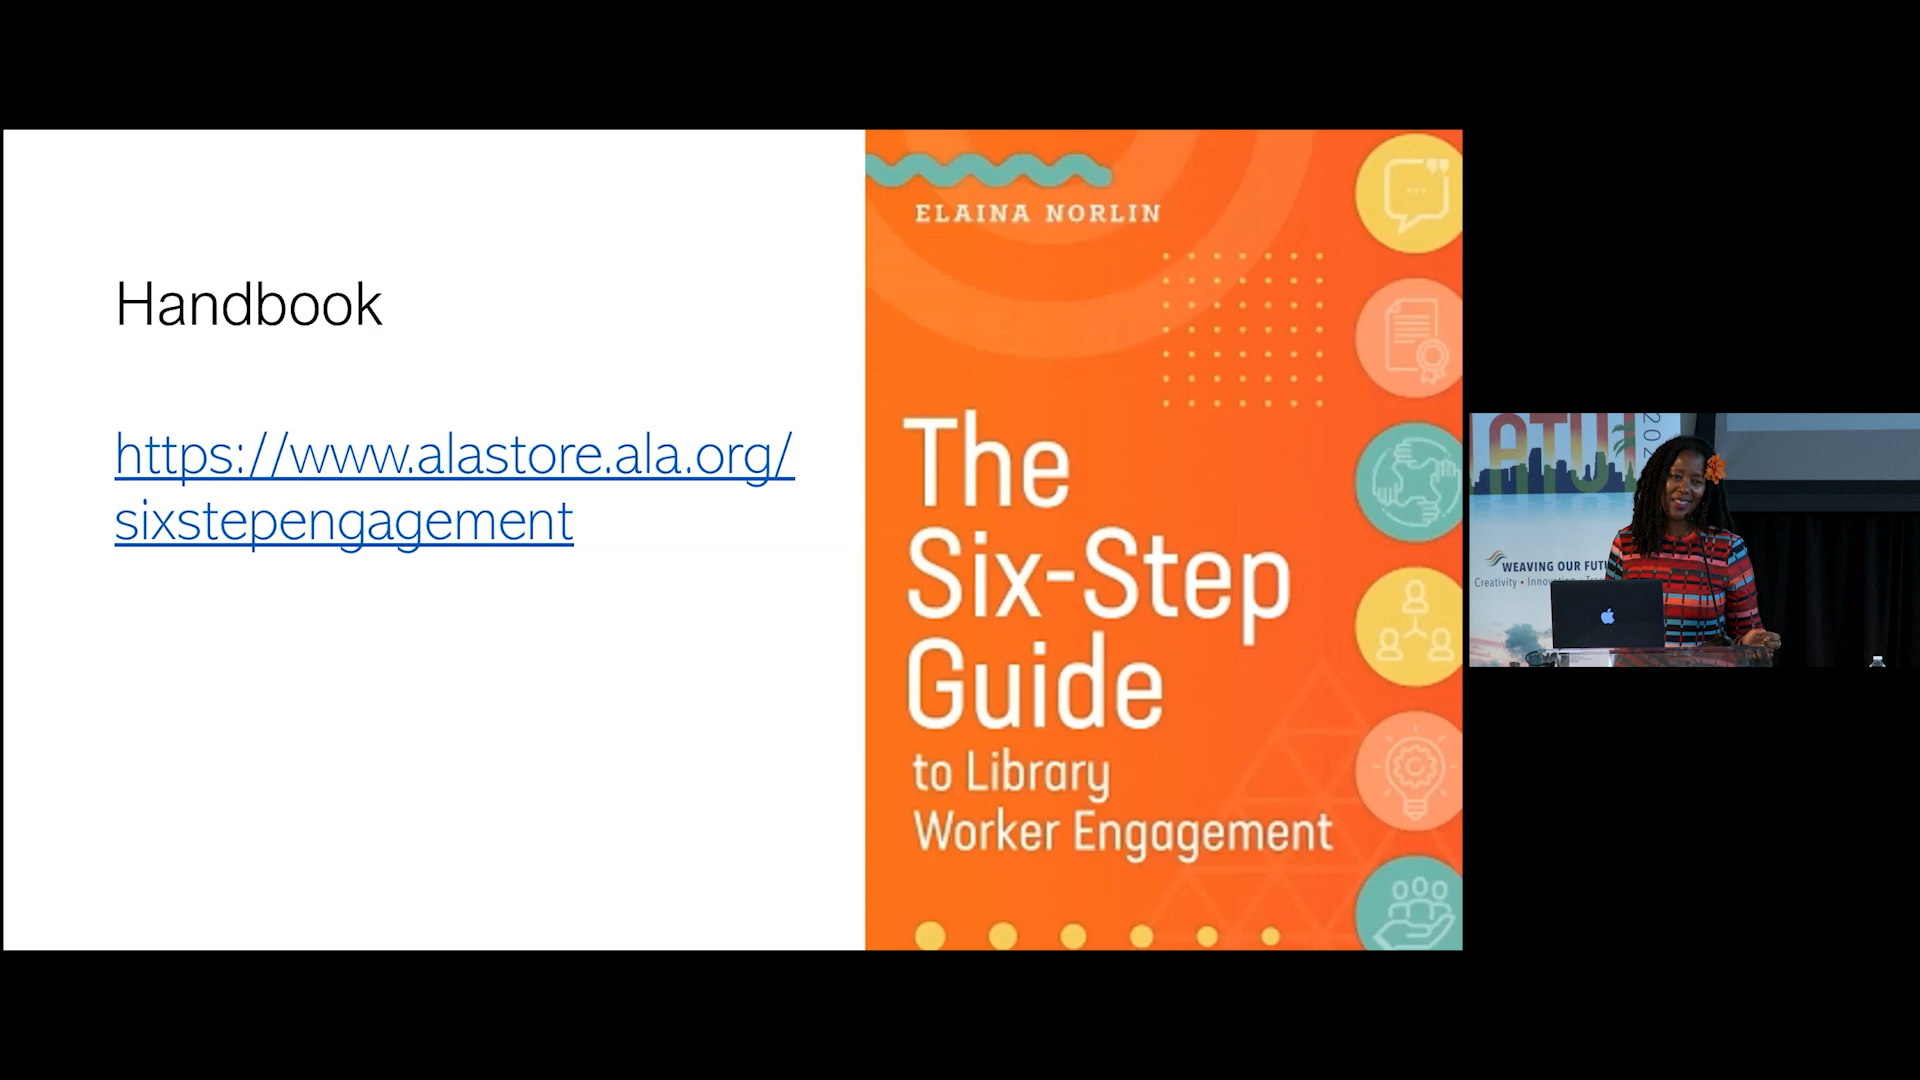 Handbook
https://www.alastore.ala.org/
sixstepengagement
ELAINA NORLIN
The
Six-Step
Guide
to Library
Worker Engagement
ATU
WEAVING OUR
Creativity •